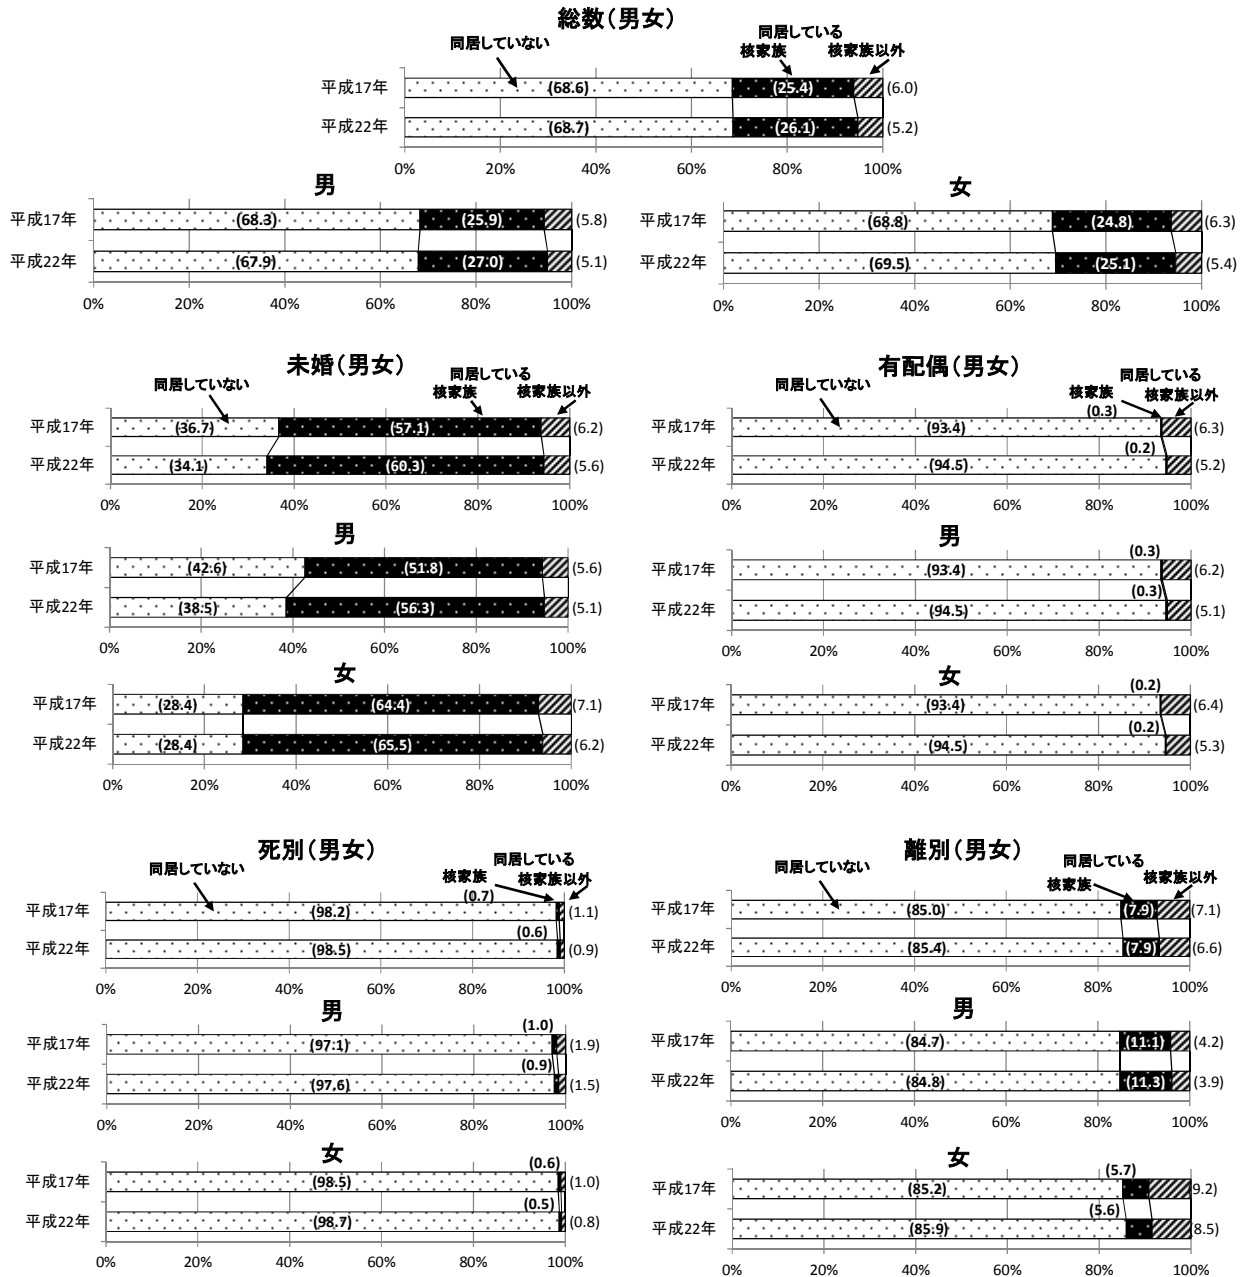 総数（男女）
同居していない
同居している
核家族 核家族以外
平成17年 (68.6) (25.4) (6.0)
平成22年 (68.7) (26.1) (5.2)
0% 20% 40% 60% 80% 100%
男
平成17年 (68.3) (25.9) (5.8)
平成22年 (67.9) (27.0) (5.1)
0% 20% 40% 60% 80% 100%
女
平成17年 (68.8) (24.8) (6.3)
平成22年 (69.5) (25.1) (5.4)
0% 20% 40% 60% 80% 100%
未婚（男女）
同居していない
同居している
核家族 核家族以外
平成17年 (36.7) (57.1) (6.2)
平成22年 (34.1) (60.3) (5.6)
0% 20% 40% 60% 80% 100%
男
平成17年 (42.6) (51.8) (5.6)
平成22年 (38.5) (56.3) (5.1)
0% 20% 40% 60% 80% 100%
女
平成17年 (28.4) (64.4) (7.1)
平成22年 (28.4) (65.5) (6.2)
0% 20% 40% 60% 80% 100%
有配偶（男女）
同居していない
同居している
核家族 核家族以外
(0.3)
平成17年 (93.4) (6.3)
(0.2)
平成22年 (94.5) (5.2)
0% 20% 40% 60% 80% 100%
男
(0.3)
平成17年 (93.4) (6.2)
(0.3)
平成22年 (94.5) (5.1)
0% 20% 40% 60% 80% 100%
女
(0.2)
平成17年 (93.4) (6.4)
(0.2)
平成22年 (94.5) (5.3)
0% 20% 40% 60% 80% 100%
死別（男女）
同居していない
同居している
核家族 核家族以外
(0.7)
平成17年 (98.2) (1.1)
(0.6)
平成22年 (98.5) (0.9)
0% 20% 40% 60% 80% 100%
男
(1.0)
平成17年 (97.1) (1.9)
(0.9)
平成22年 (97.6) (1.5)
0% 20% 40% 60% 80% 100%
女
(0.6)
平成17年 (98.5) (1.0)
(0.5)
平成22年 (98.7) (0.8)
0% 20% 40% 60% 80% 100%
離別（男女）
同居していない
同居している
核家族 核家族以外
平成17年 (85.0) (7.9) (7.1)
平成22年 (85.4) (7.9) (6.6)
0% 20% 40% 60% 80% 100%
男
平成17年 (84.7) (11.1) (4.2)
平成22年 (84.8) (11.3) (3.9)
0% 20% 40% 60% 80% 100%
女
(5.7)
平成17年 (85.2) (9.2)
(5.6)
平成22年 (85.9) (8.5)
0% 20% 40% 60% 80% 100%